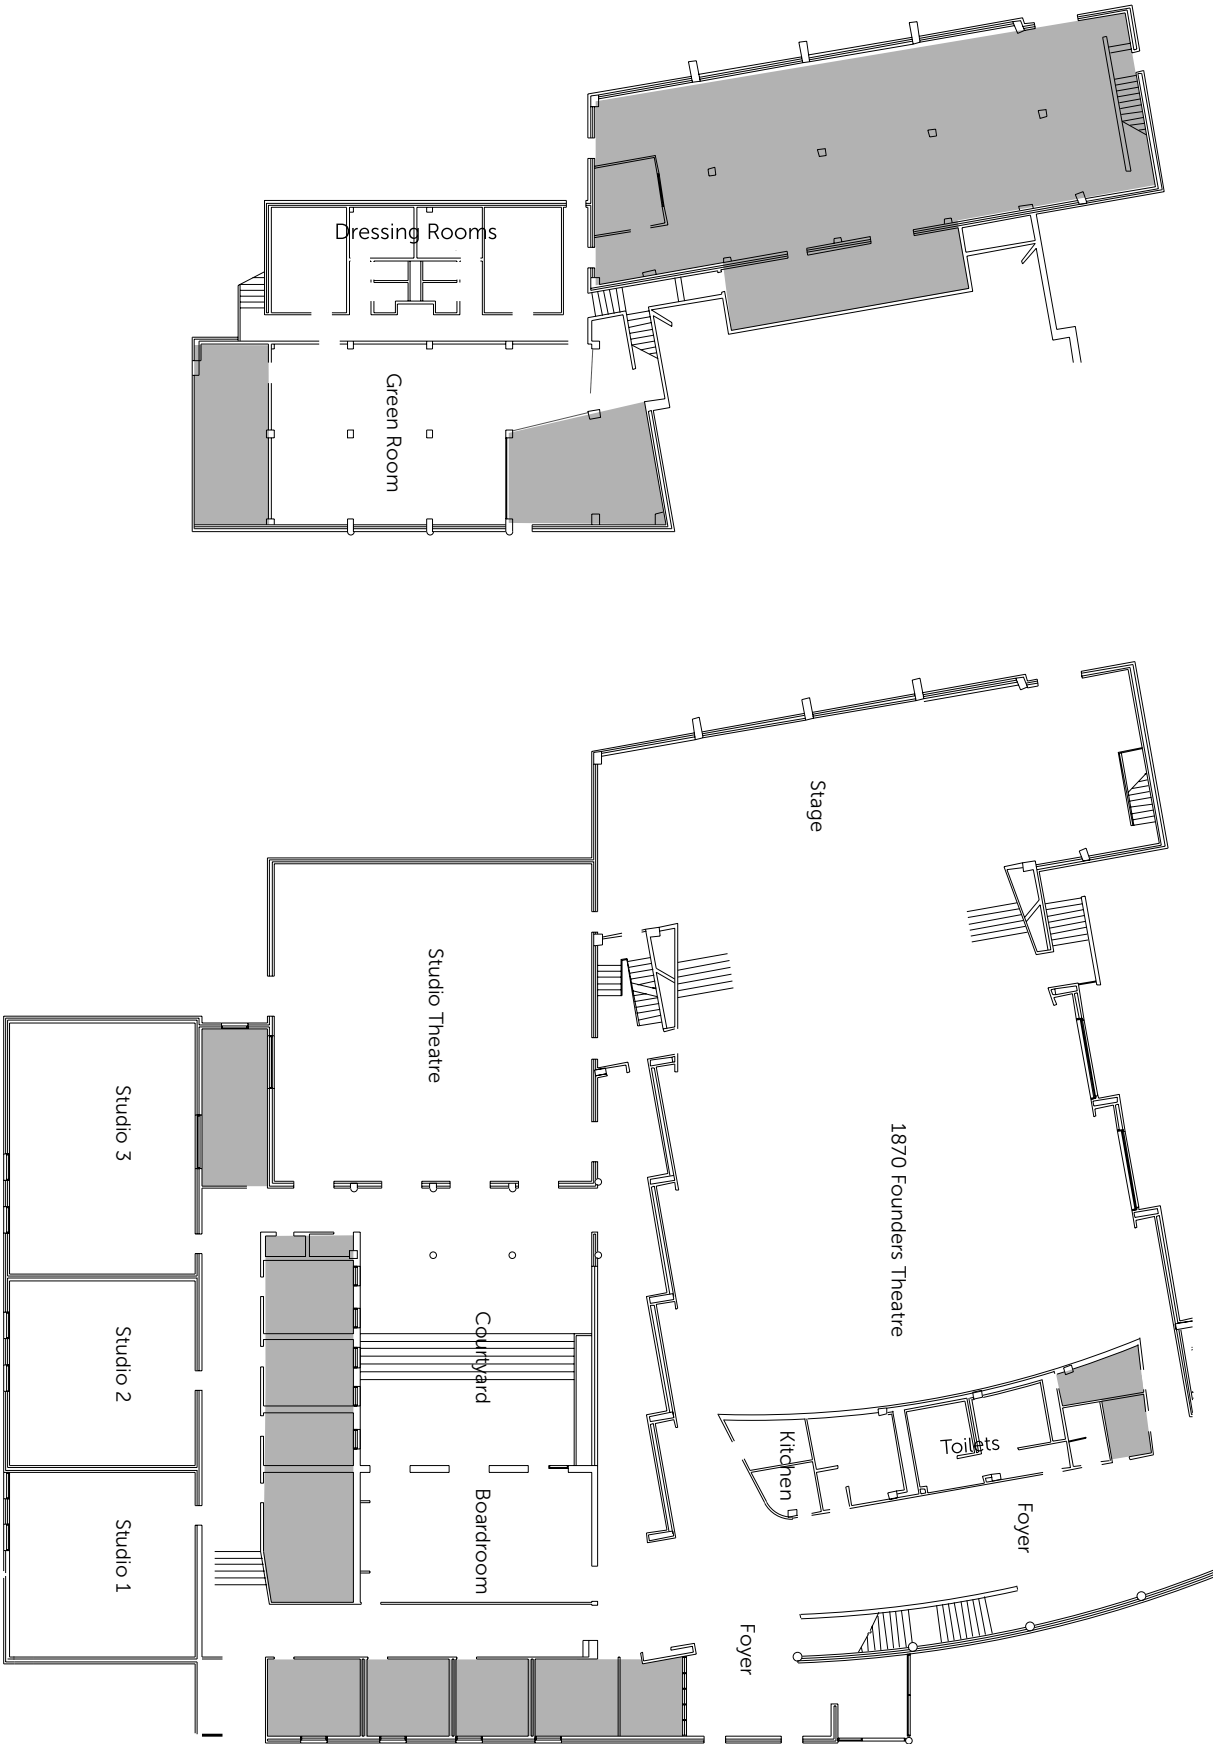 Dressing Rooms
Green Room
Stage
Studio Theatre
Studio 3
1870 Founders Theatre
Studio 2
Courtyard
Kitchen
Toilets
Boardroom
Foyer
Studio 1
Foyer